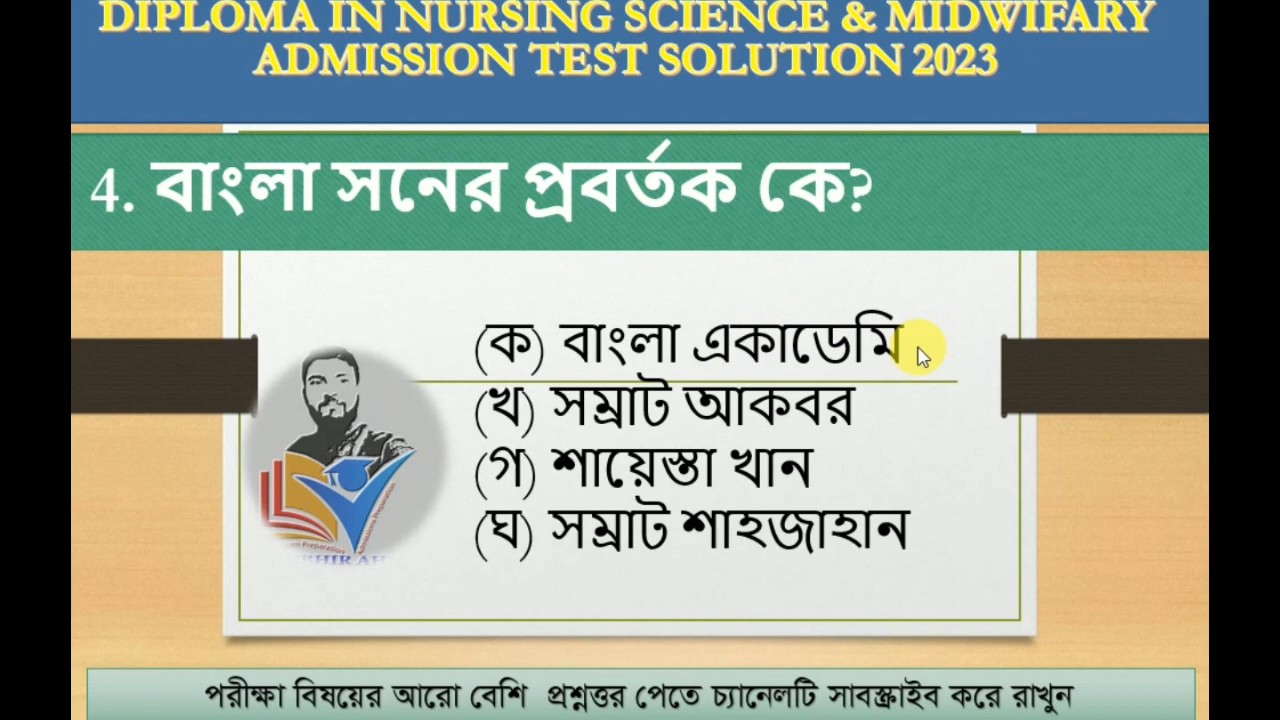 DIPLOMA IN NURSING SCIENCE & MIDWIFARY
ADMISSION TEST SOLUTION 2023
4. বাংলা সনের প্রবর্তক কে?
(ক) বাংলা একাডেমি
(খ) সম্রাট আকবর
(গ) শায়েস্তা খান
(ঘ) সম্রাট শাহজাহান
পরীক্ষা বিষয়ের আরো বেশি প্রশ্নত্তর পেতে চ্যানেলটি সাবস্ক্রাইব করে রাখুন